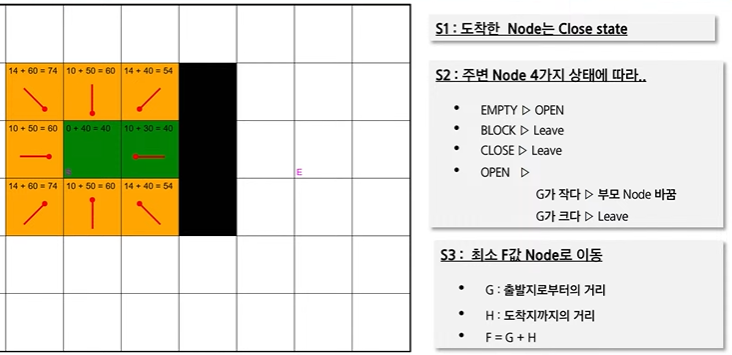 14 + 60 = 74 10 + 50 = 60 14 + 40 = 54
10 + 50 = 60 0 + 40 = 40 10 + 30 = 40
E
14 + 60 = 74 10 + 50 = 60 14 + 40 = 54
S1 : 도착한 Node는 Close state
S2 : 주변 Node 4가지 상태에 따라..
• EMPTY ▷ OPEN
• BLOCK ▷ Leave
• CLOSE ▷ Leave
• OPEN ▷
G가 작다 ▷ 부모 Node 바꿈
G가 크다 ▷ Leave
S3 : 최소 F값 Node로 이동
• G : 출발지로부터의 거리
• H : 도착지까지의 거리
• F = G + H